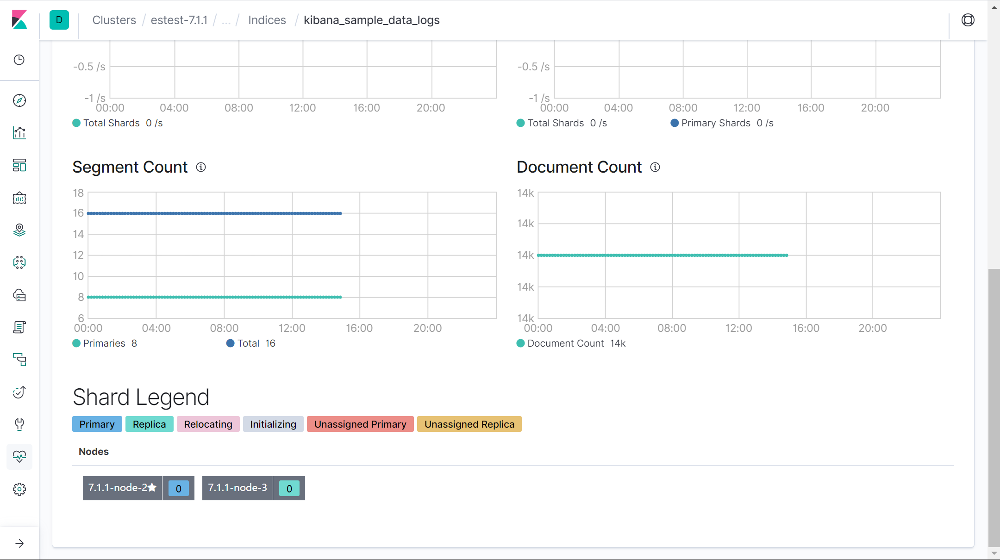 D Clusters / estest-7.1.1 / ... / Indices / kibana_sample_data_logs
-0.5 /s
-1 /s
00:00 04:00 08:00 12:00 16:00 20:00
Total Shards 0 /s
-0.5 /s
-1 /s
00:00 04:00 08:00 12:00 16:00 20:00
Total Shards 0 /s Primary Shards 0 /s
Segment Count
18
16
14
12
10
8
6
00:00 04:00 08:00 12:00 16:00 20:00
Primaries 8 Total 16
Document Count
14k
14k
14k
14k
14k
00:00 04:00 08:00 12:00 16:00 20:00
Document Count 14k
Shard Legend
Primary Replica Relocating Initializing Unassigned Primary Unassigned Replica
Nodes
7.1.1-node-2★ 0 7.1.1-node-3 0